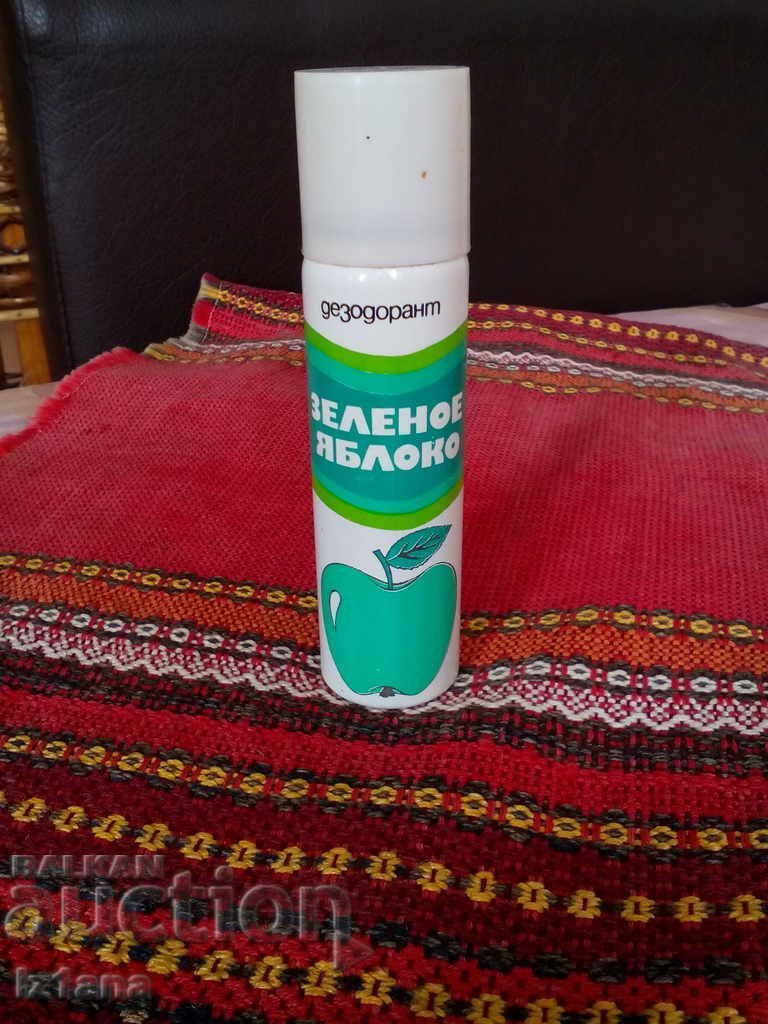 дезодорант
ЗЕЛЕНОЕ
ЯБЛОКО
BALKAN
auction
iz1ana